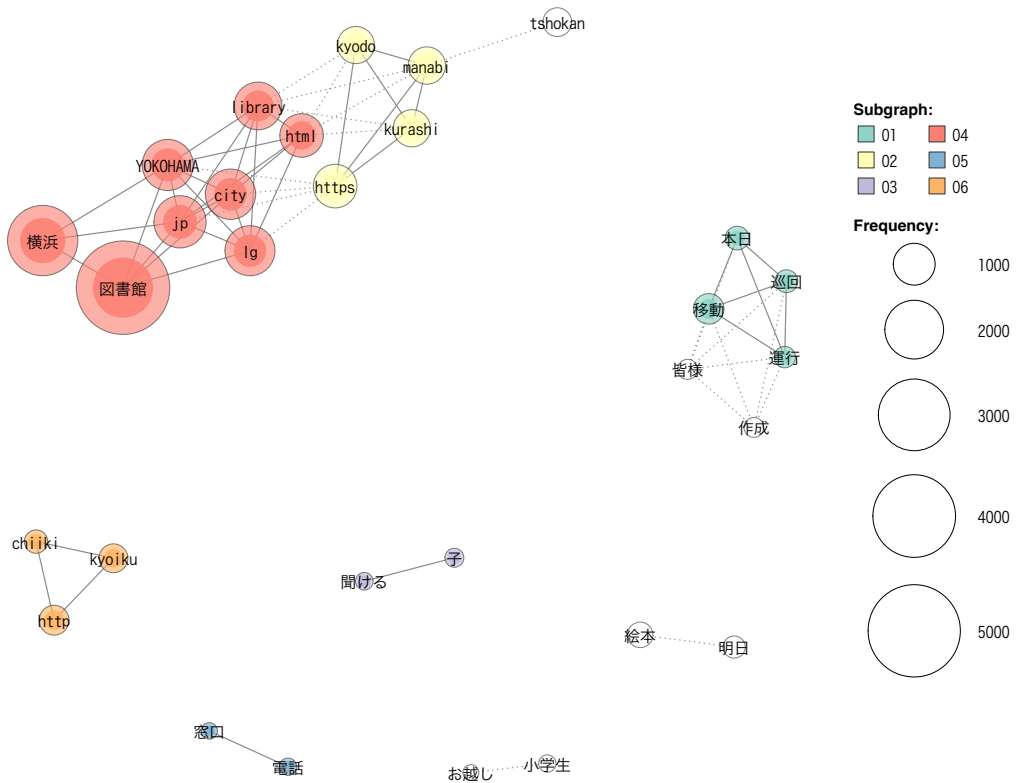 tshokan
kyodo
manabi
library
kurashi
html
YOKOHAMA
https
city
jp
横浜
lg
図書館
本日
巡回
移動
運行
皆様
作成
Subgraph:
01
04
02
05
03
06
Frequency:
1000
2000
3000
4000
5000
chiiki
kyoiku
http
子
聞ける
絵本
明日
窓口
電話
お越し
小学生